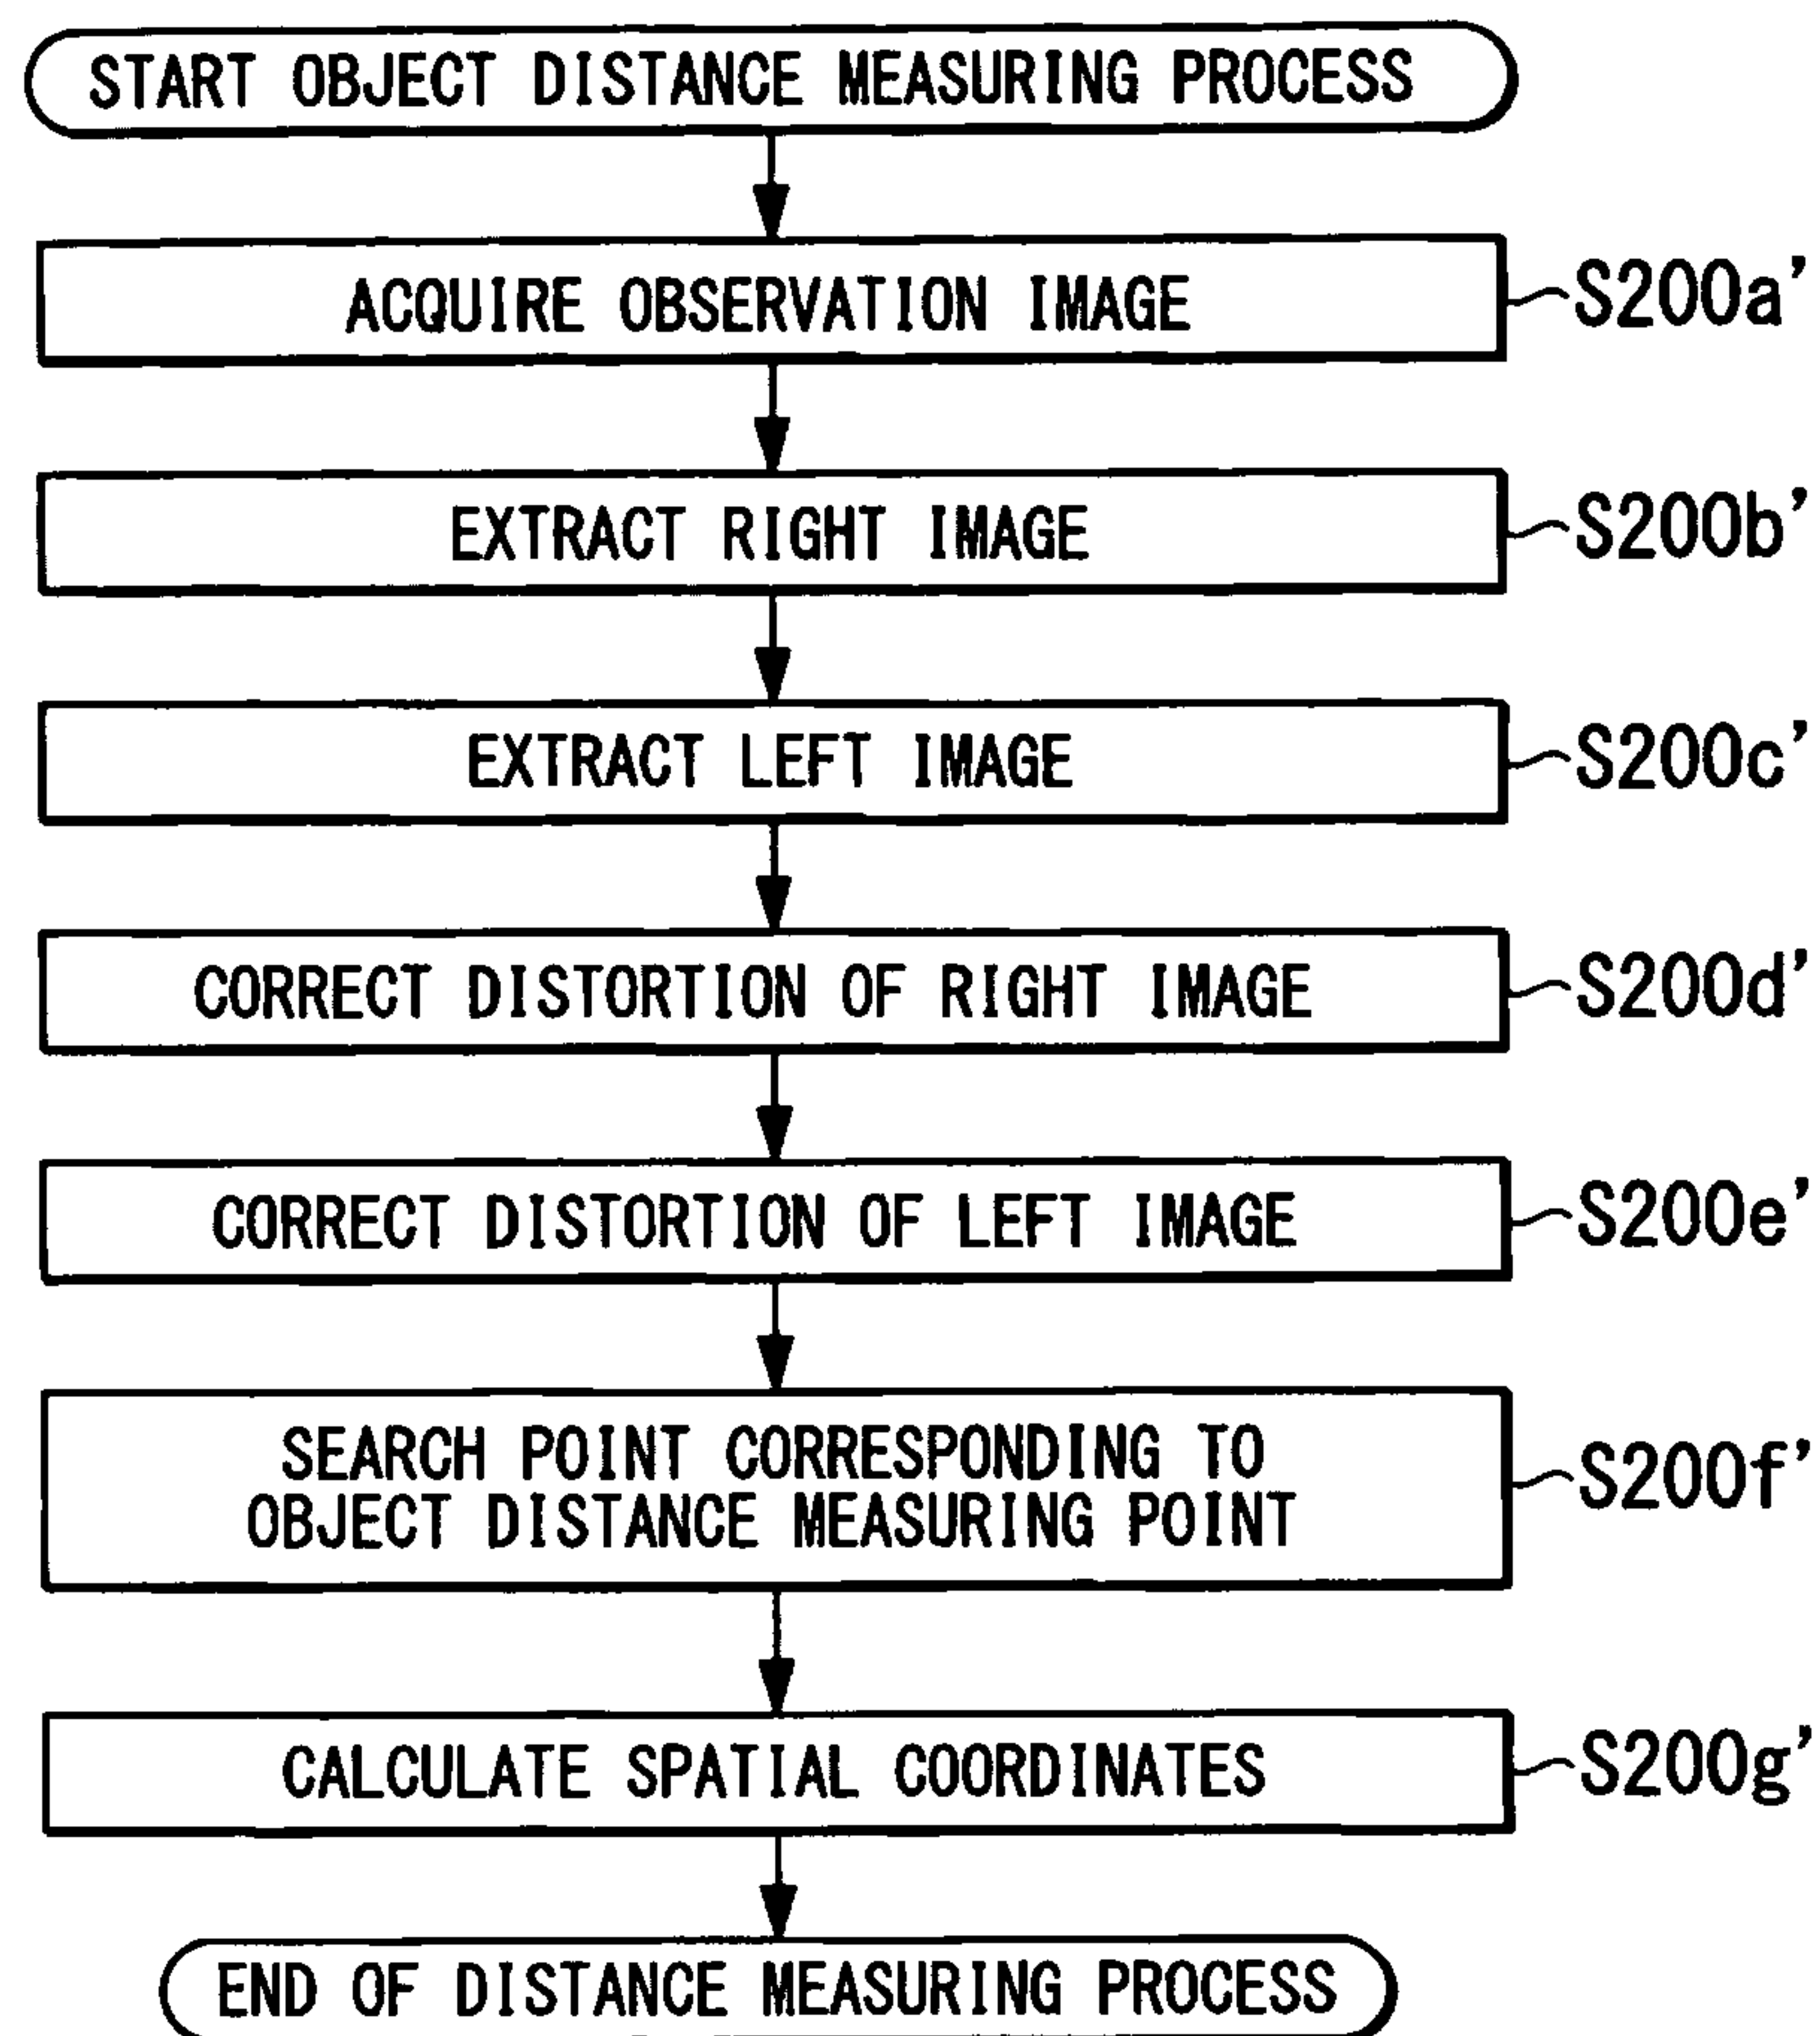 START OBJECT DISTANCE MEASURING PROCESS
ACQUIRE OBSERVATION IMAGE
S200a'
EXTRACT RIGHT IMAGE
S200b'
EXTRACT LEFT IMAGE
S200c'
CORRECT DISTORTION OF RIGHT IMAGE
S200d'
CORRECT DISTORTION OF LEFT IMAGE
S200e'
SEARCH POINT CORRESPONDING TO
OBJECT DISTANCE MEASURING POINT
S200f'
CALCULATE SPATIAL COORDINATES
S200g'
END OF DISTANCE MEASURING PROCESS